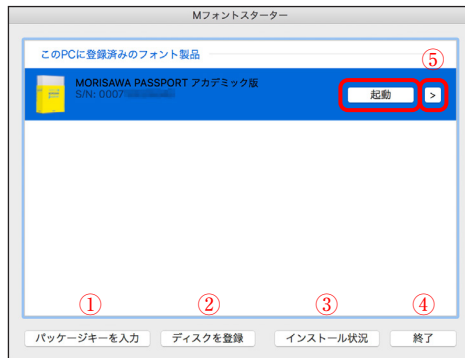 Mフォントスターター
このPCに登録済みのフォント製品
⑤
MORISAWA PASSPORT アカデミック版
S/N: 0007
起動
>
① ② ③ ④
パッケージキーを入力 ディスクを登録 インストール状況 終了